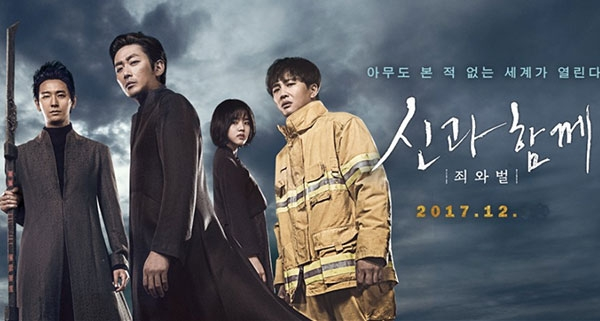 아무도 본 적 없는 세계가 열린다
신과함께
죄와벌
2017.12.